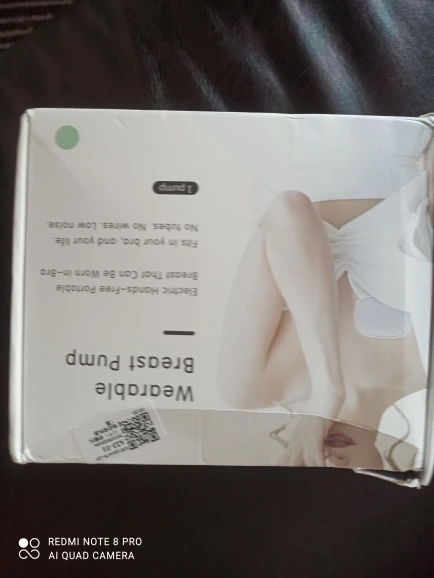 Wearable
Breast Pump
Electric Hands-Free Portable
Breast That Can Be Worn in-Bra
Fits in your bra, and your life.
No tubes. No wires. Low noise.
1 pump
REDMI NOTE 8 PRO
AI QUAD CAMERA